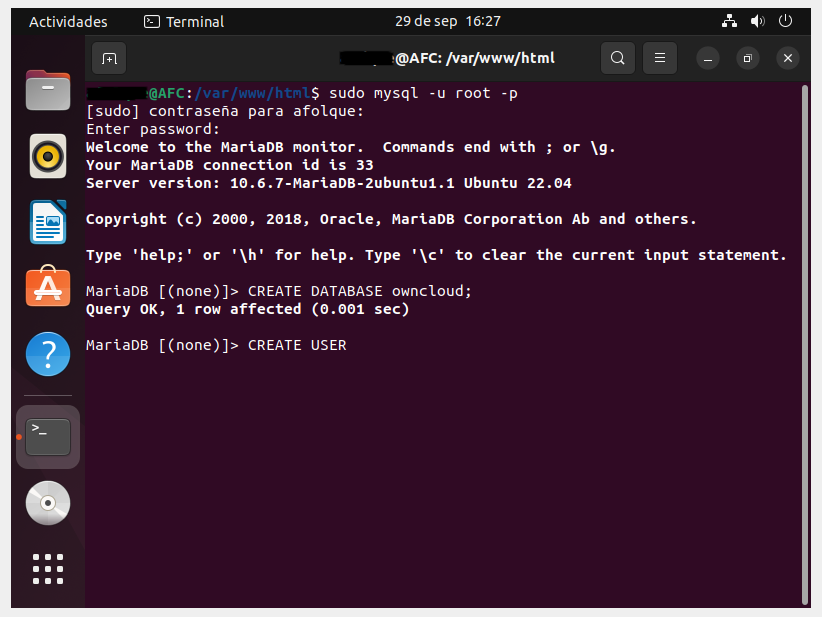 Actividades Terminal 29 de sep 16:27
@AFC: /var/www/html
@AFC:/var/www/html$ sudo mysql -u root -p
[sudo] contraseña para afolque:
Enter password:
Welcome to the MariaDB monitor.  Commands end with ; or \g.
Your MariaDB connection id is 33
Server version: 10.6.7-MariaDB-2ubuntu1.1 Ubuntu 22.04
Copyright (c) 2000, 2018, Oracle, MariaDB Corporation Ab and others.
Type 'help;' or '\h' for help. Type '\c' to clear the current input statement.
MariaDB [(none)]> CREATE DATABASE owncloud;
Query OK, 1 row affected (0.001 sec)
MariaDB [(none)]> CREATE USER